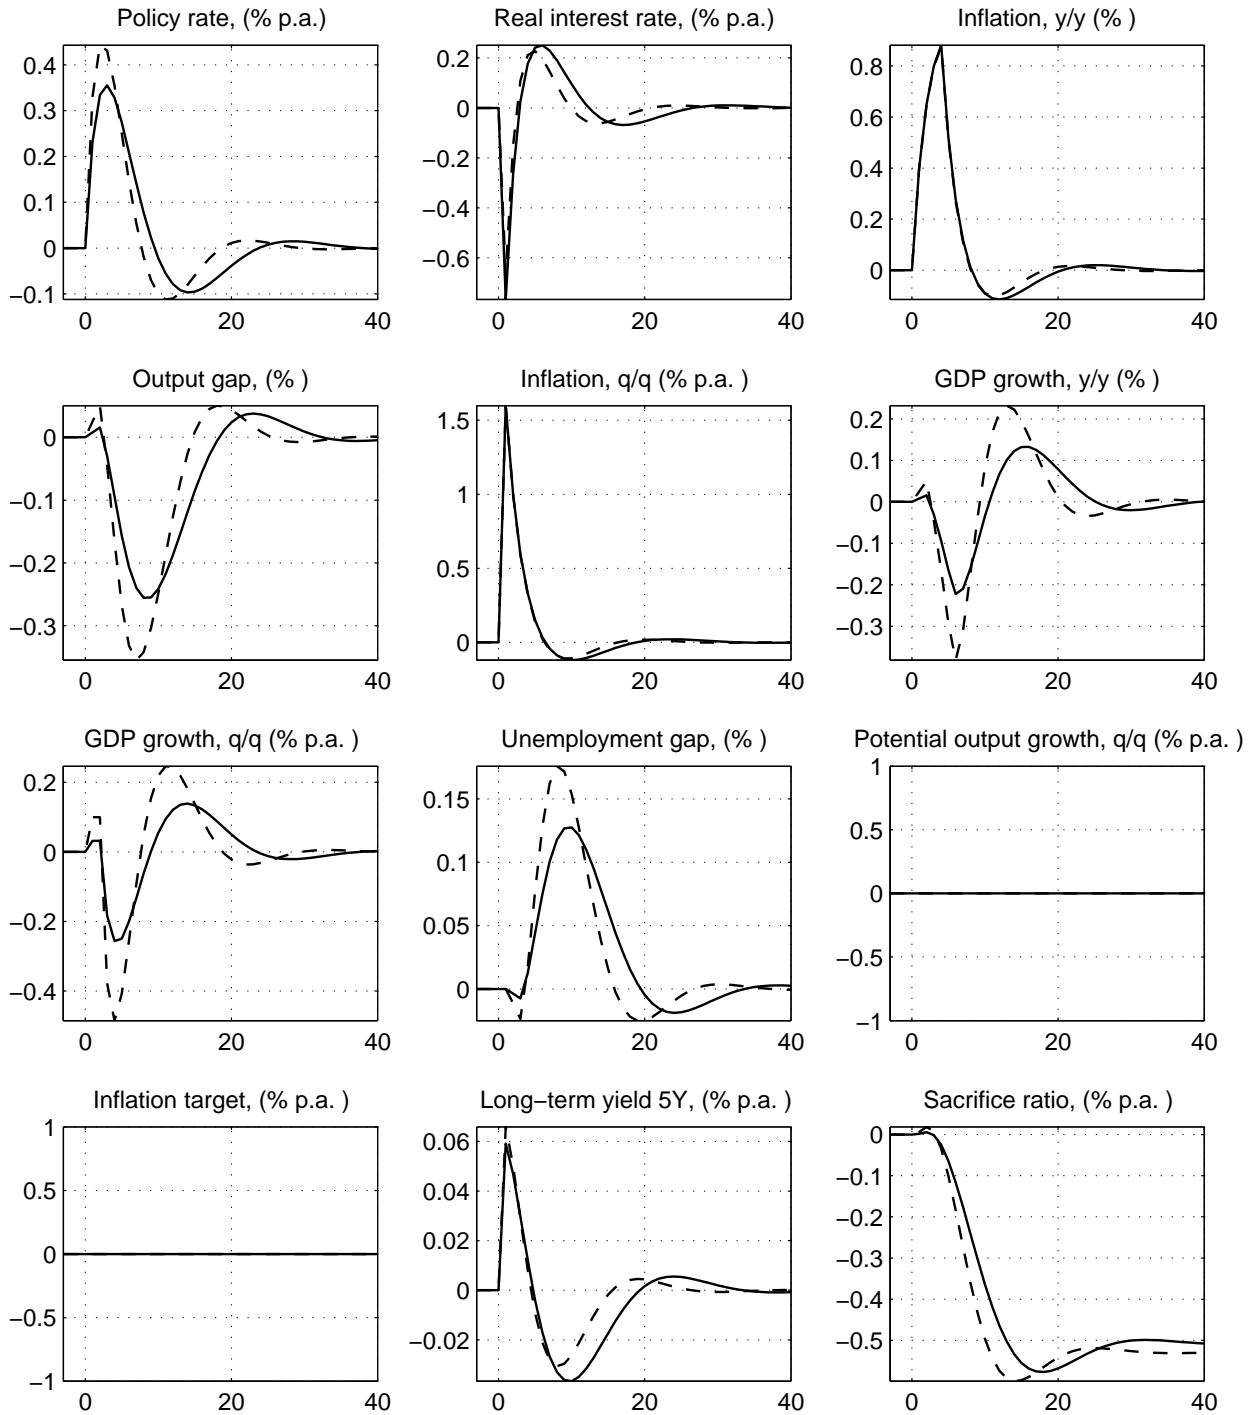 Policy rate, (% p.a.)
0.4
0.3
0.2
0.1
0
−0.1
0 20 40
Real interest rate, (% p.a.)
0.2
0
−0.2
−0.4
−0.6
0 20 40
Inflation, y/y (% )
0.8
0.6
0.4
0.2
0
0 20 40
Output gap, (% )
0
−0.1
−0.2
−0.3
0 20 40
Inflation, q/q (% p.a. )
1.5
1
0.5
0
0 20 40
GDP growth, y/y (% )
0.2
0.1
0
−0.1
−0.2
−0.3
0 20 40
GDP growth, q/q (% p.a. )
0.2
0
−0.2
−0.4
0 20 40
Unemployment gap, (% )
0.15
0.1
0.05
0
0 20 40
Potential output growth, q/q (% p.a. )
1
0.5
0
−0.5
−1
0 20 40
Inflation target, (% p.a. )
1
0.5
0
−0.5
−1
0 20 40
Long−term yield 5Y, (% p.a. )
0.06
0.04
0.02
0
−0.02
0 20 40
Sacrifice ratio, (% p.a. )
0
−0.1
−0.2
−0.3
−0.4
−0.5
0 20 40